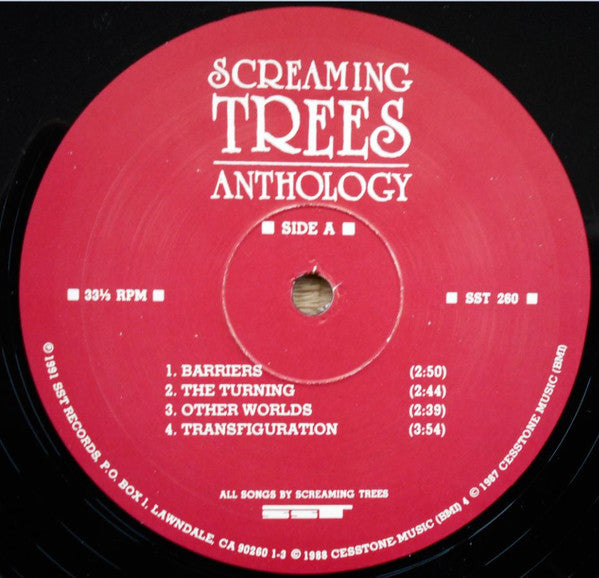 SCREAMING
TREES
ANTHOLOGY
■ SIDE A ■
■ 33⅓ RPM ■
■ SST 260 ■
1. BARRIERS (2:50)
2. THE TURNING (2:44)
3. OTHER WORLDS (2:39)
4. TRANSFIGURATION (3:54)
ALL SONGS BY SCREAMING TREES
SST
℗ 1991 SST RECORDS, P.O. BOX 1, LAWNDALE, CA 90260 1-3 © 1988 CESSTONE MUSIC (BMI) 4 © 1987 CESSTONE MUSIC (BMI)